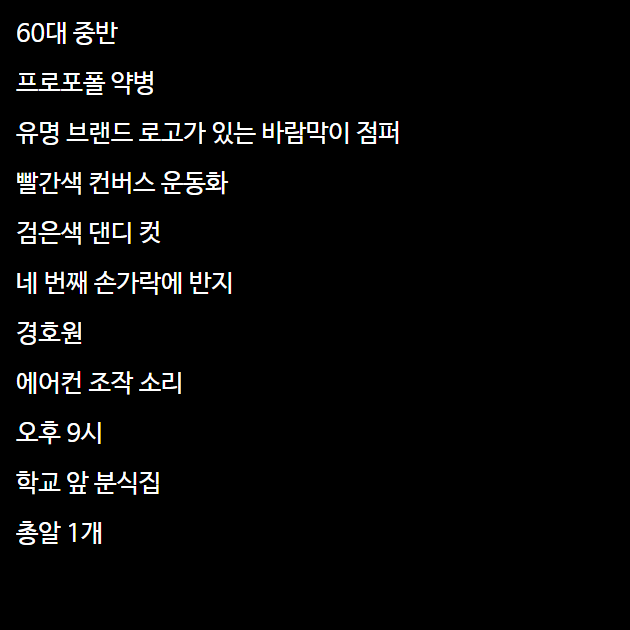 60대 중반
프로포폴 약병
유명 브랜드 로고가 있는 바람막이 점퍼
빨간색 컨버스 운동화
검은색 댄디 컷
네 번째 손가락에 반지
경호원
에어컨 조작 소리
오후 9시
학교 앞 분식집
총알 1개